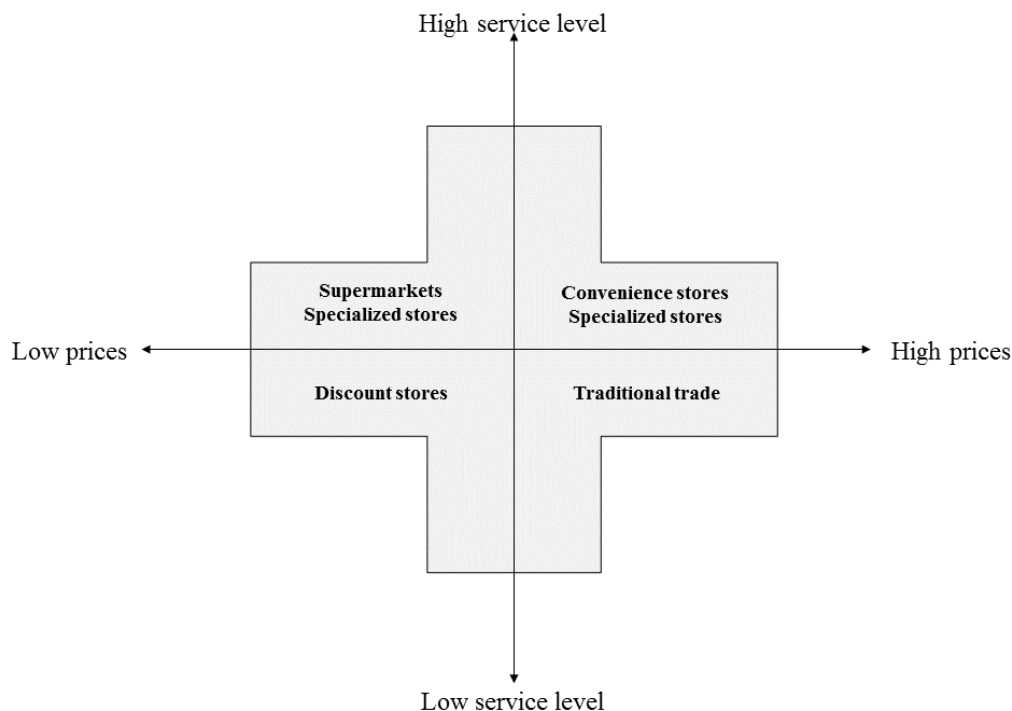 High service level
Supermarkets
Specialized stores
Convenience stores
Specialized stores
Low prices
High prices
Discount stores
Traditional trade
Low service level